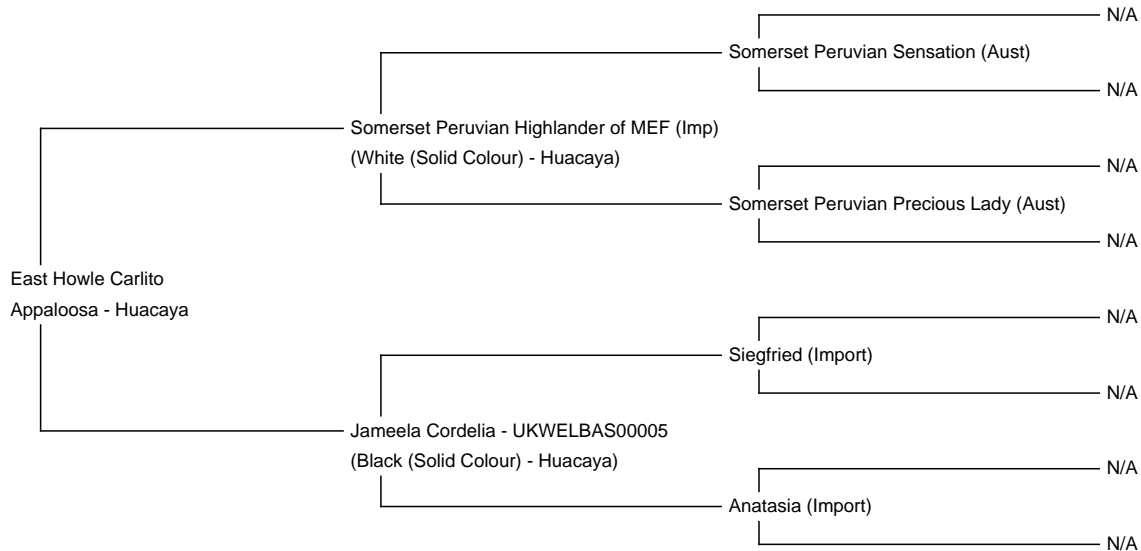 N/A
Somerset Peruvian Sensation (Aust)
N/A
Somerset Peruvian Highlander of MEF (Imp)
(White (Solid Colour) - Huacaya)
N/A
Somerset Peruvian Precious Lady (Aust)
N/A
East Howle Carlito
Appaloosa - Huacaya
N/A
Siegfried (Import)
N/A
Jameela Cordelia - UKWELBAS00005
(Black (Solid Colour) - Huacaya)
N/A
Anatasia (Import)
N/A